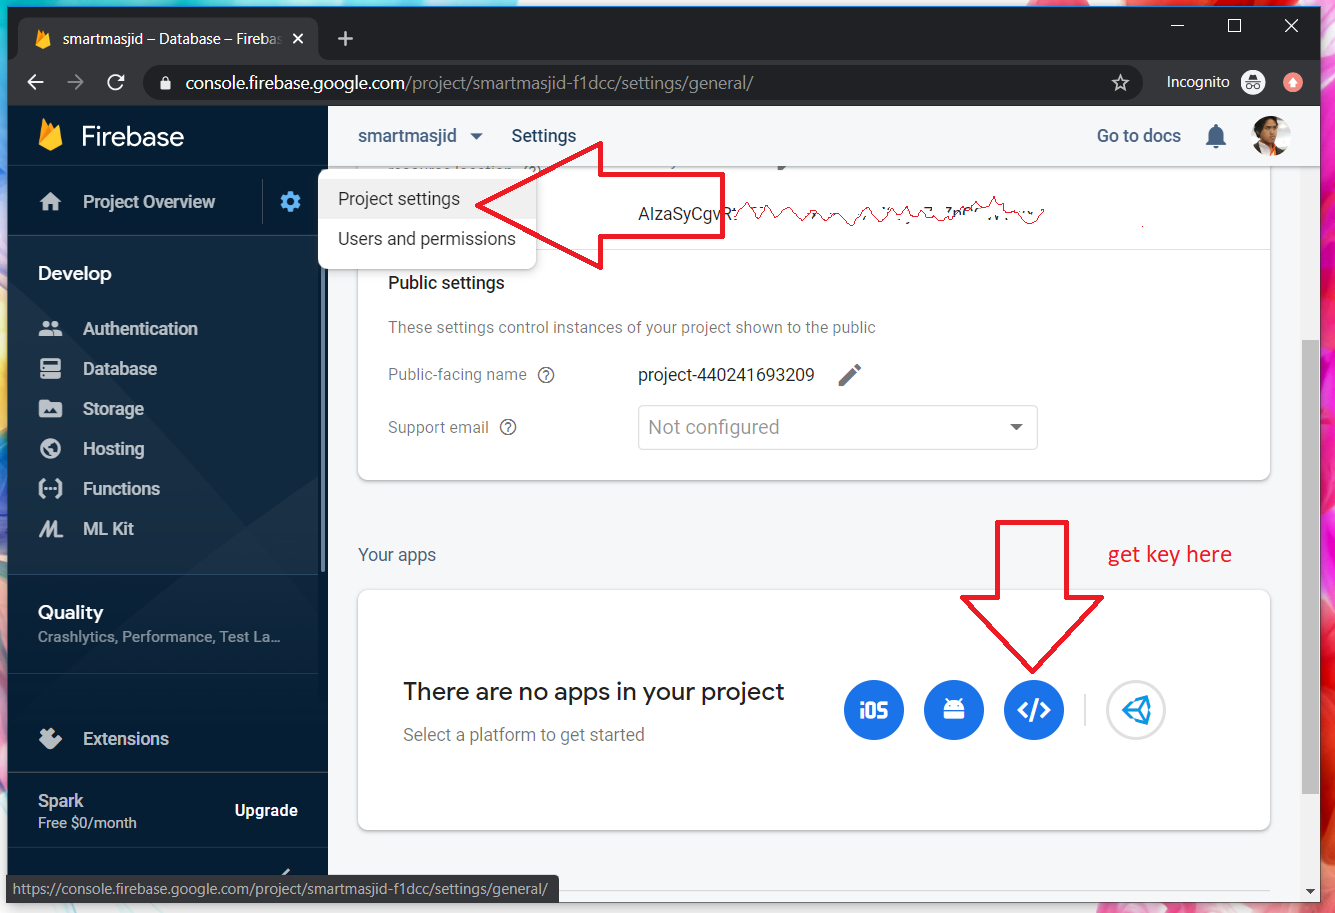 smartmasjid – Database – Fireba
console.firebase.google.com/project/smartmasjid-f1dcc/settings/general/
Incognito
Firebase
smartmasjid
Settings
Go to docs
Project Overview
Project settings
Users and permissions
AIzaSyCgvR
Develop
Authentication
Database
Storage
Hosting
Functions
ML Kit
Quality
Crashlytics, Performance, Test La...
Extensions
Spark
Free $0/month
Upgrade
Public settings
These settings control instances of your project shown to the public
Public-facing name ? project-440241693209
Support email ? Not configured
Your apps
get key here
There are no apps in your project
Select a platform to get started
iOS </>
https://console.firebase.google.com/project/smartmasjid-f1dcc/settings/general/